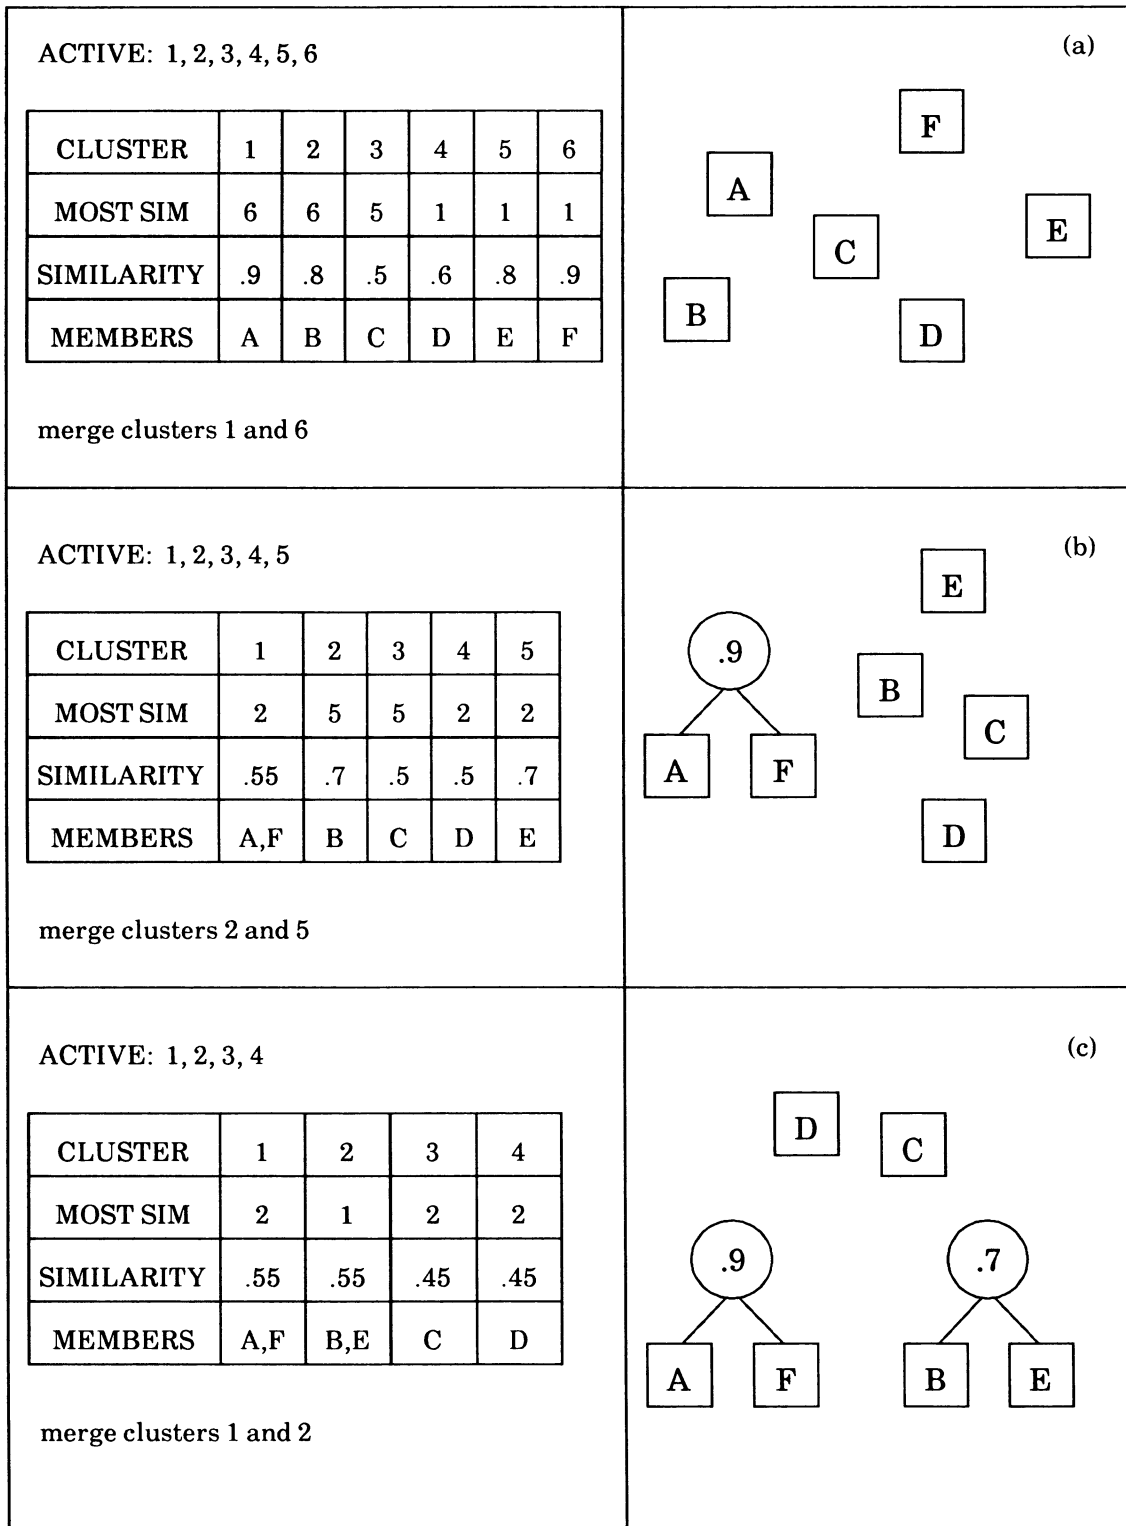 ACTIVE: 1, 2, 3, 4, 5, 6
CLUSTER 1 2 3 4 5 6
MOST SIM 6 6 5 1 1 1
SIMILARITY .9 .8 .5 .6 .8 .9
MEMBERS A B C D E F
merge clusters 1 and 6
(a)
F
A
E
C
B
D
ACTIVE: 1, 2, 3, 4, 5
CLUSTER 1 2 3 4 5
MOST SIM 2 5 5 2 2
SIMILARITY .55 .7 .5 .5 .7
MEMBERS A,F B C D E
merge clusters 2 and 5
(b)
E
.9
B
C
A F
D
ACTIVE: 1, 2, 3, 4
CLUSTER 1 2 3 4
MOST SIM 2 1 2 2
SIMILARITY .55 .55 .45 .45
MEMBERS A,F B,E C D
merge clusters 1 and 2
(c)
D C
.9 .7
A F B E